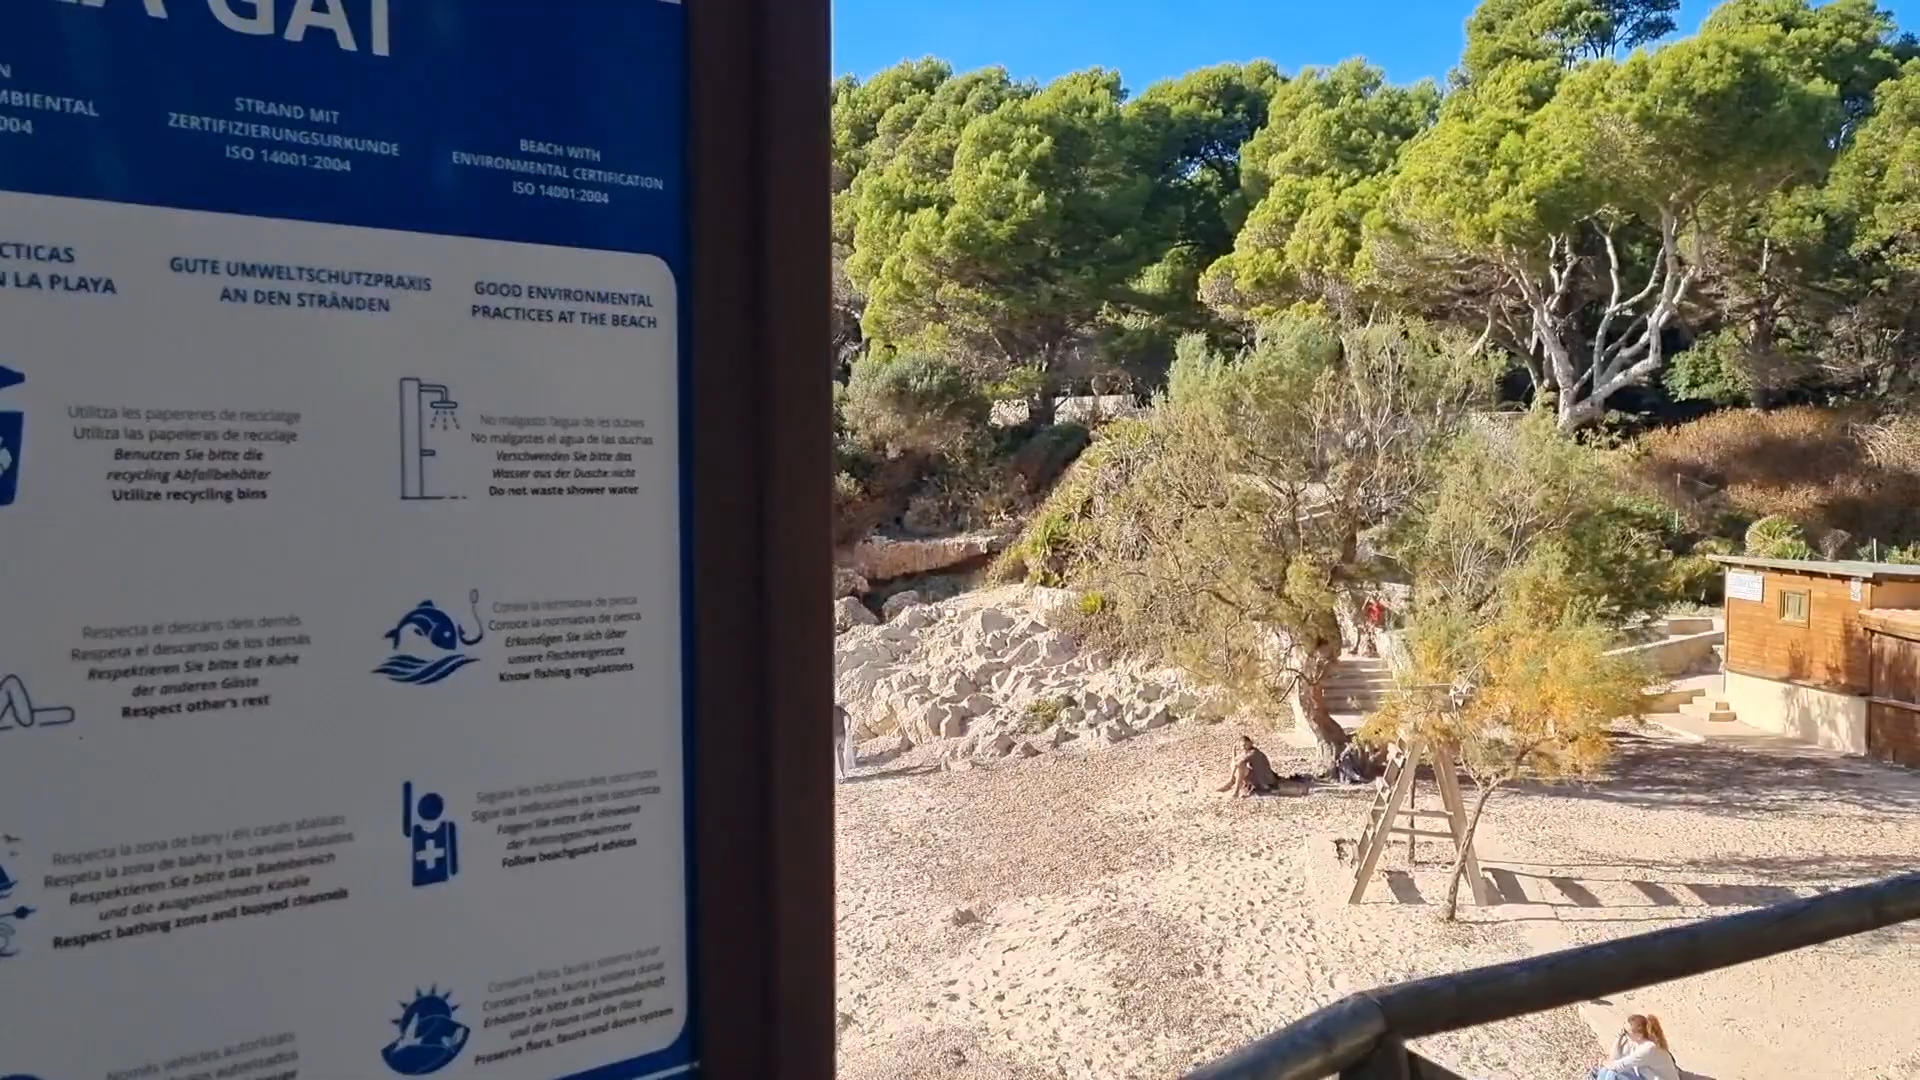 GAT
STRAND MIT
ZERTIFIZIERUNGSURKUNDE
ISO 14001:2004
BEACH WITH
ENVIRONMENTAL CERTIFICATION
ISO 14001:2004
LA PLAYA
GUTE UMWELTSCHUTZPRAXIS
AN DEN STRÄNDEN
GOOD ENVIRONMENTAL
PRACTICES AT THE BEACH
Utilitza les papereres de reciclatge
Utiliza las papeleras de reciclaje
Benutzen Sie bitte die
recycling Abfallbehälter
Utilize recycling bins
No malgastis l'aigua de les dutxes
No malgastes el agua de las duchas
Verschwenden Sie bitte das
Wasser aus der Dusche nicht
Do not waste shower water
Respecta el descans dels demés
Respeta el descanso de los demás
Respektieren Sie bitte die Ruhe
der anderen Gäste
Respect other's rest
Coneix la normativa de pesca
Conoce la normativa de pesca
Erkundigen Sie sich über
unsere Fischereigesetze
Know fishing regulations
Respecta la zona de bany i els canals abalisats
Respeta la zona de baño y los canales balizados
Respektieren Sie bitte das Badebereich
und die ausgezeichnete Kanäle
Respect bathing zone and buoyed channels
Segueix les indicacions dels socorristes
Sigue las indicaciones de los socorristas
Folgen Sie bitte die Hinweise
der Rettungsschwimmer
Follow beachguard advices
Conserva flora, fauna i sistema dunar
Conserva flora, fauna y sistema dunar
Erhalten Sie bitte die Dünenlandschaft
und die Fauna und die Flora
Preserve flora, fauna and dune system
Només vehicles autoritzats
autorizados